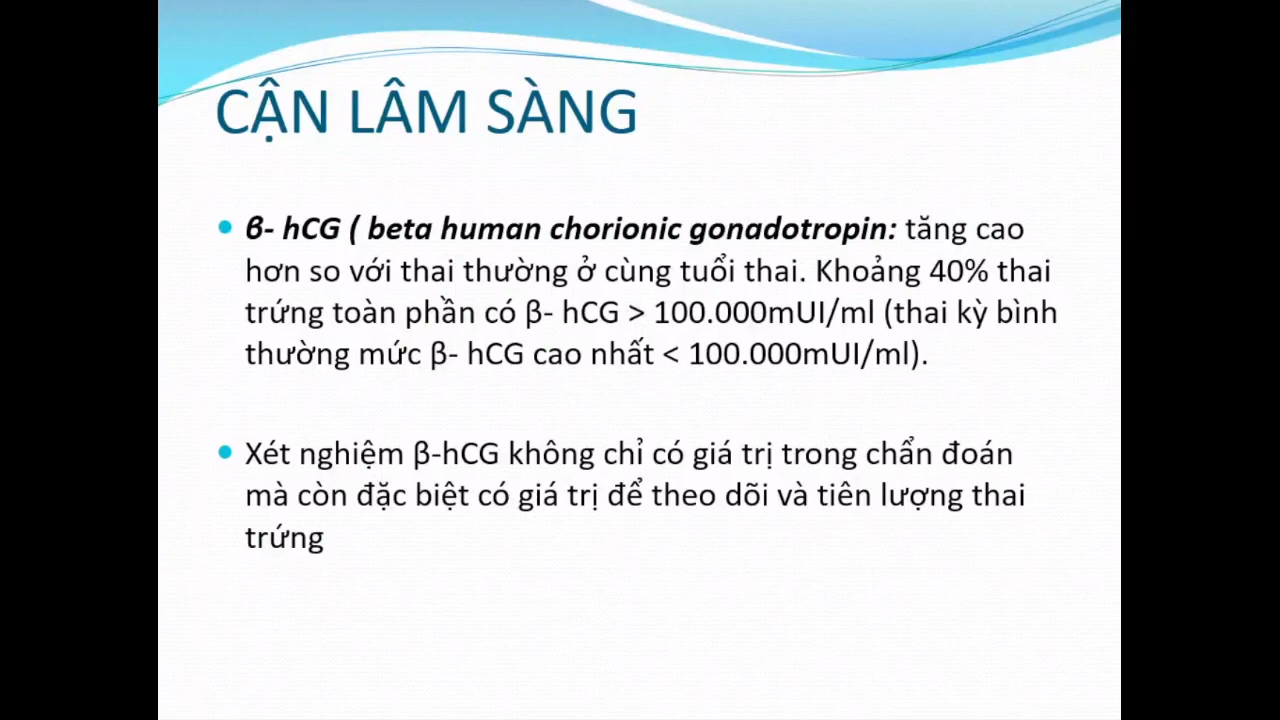 CẬN LÂM SÀNG
β- hCG ( beta human chorionic gonadotropin: tăng cao
hơn so với thai thường ở cùng tuổi thai. Khoảng 40% thai
trứng toàn phần có β- hCG > 100.000mUI/ml (thai kỳ bình
thường mức β- hCG cao nhất < 100.000mUI/ml).
Xét nghiệm β-hCG không chỉ có giá trị trong chẩn đoán
mà còn đặc biệt có giá trị để theo dõi và tiên lượng thai
trứng